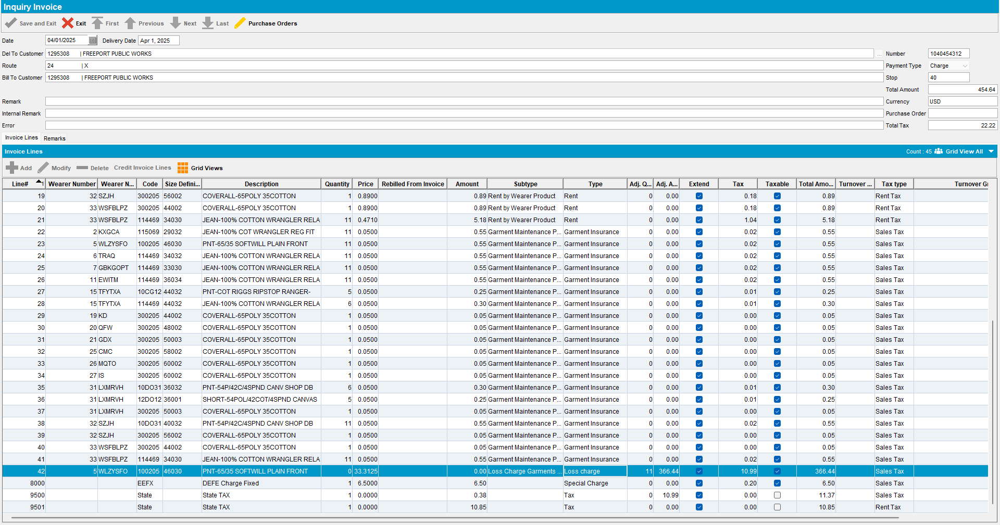 Inquiry Invoice
Save and Exit Exit First Previous Next Last Purchase Orders
Date 04/01/2025 16 Delivery Date Apr 1, 2025
Del To Customer 1295308 | FREEPORT PUBLIC WORKS ... Number 1040454312
Route 24 | X Payment Type Charge
Bill To Customer 1295308 | FREEPORT PUBLIC WORKS Stop 40
Total Amount 454.64
Remark Currency USD
Internal Remark Purchase Order
Error Total Tax 22.22
Invoice Lines Remarks
Invoice Lines Count : 45 Grid View All
Add Modify Delete Credit Invoice Lines Grid Views
Line# 1 Wearer Number Wearer N... Code Size Defini... Description Quantity Price Rebilled From Invoice Amount Subtype Type Adj. Q... Adj. A... Extend Tax Taxable Total Amo... Turnover ... Tax type Turnover Gr
19 32 SZJH 300205 56002 COVERALL-65POLY 35COTTON 1 0.8900 0.89 Rent by Wearer Product Rent 0 0.00 0.18 0.89 Rent Tax
20 33 WSFBLPZ 300205 44002 COVERALL-65POLY 35COTTON 1 0.8900 0.89 Rent by Wearer Product Rent 0 0.00 0.18 0.89 Rent Tax
21 33 WSFBLPZ 114469 34030 JEAN-100% COTTON WRANGLER RELA 11 0.4710 5.18 Rent by Wearer Product Rent 0 0.00 1.04 5.18 Rent Tax
22 2 KXGCA 115069 29032 JEAN-100% COT WRANGLER REG FIT 11 0.0500 0.55 Garment Maintenance P... Garment Insurance 0 0.00 0.02 0.55 Sales Tax
23 5 WLZYSFO 100205 46030 PNT-65/35 SOFTWILL PLAIN FRONT 11 0.0500 0.55 Garment Maintenance P... Garment Insurance 0 0.00 0.02 0.55 Sales Tax
24 6 TRAQ 114469 34032 JEAN-100% COTTON WRANGLER RELA 11 0.0500 0.55 Garment Maintenance P... Garment Insurance 0 0.00 0.02 0.55 Sales Tax
25 7 GBKGOPT 114469 33030 JEAN-100% COTTON WRANGLER RELA 11 0.0500 0.55 Garment Maintenance P... Garment Insurance 0 0.00 0.02 0.55 Sales Tax
26 11 EWITM 114469 36034 JEAN-100% COTTON WRANGLER RELA 11 0.0500 0.55 Garment Maintenance P... Garment Insurance 0 0.00 0.02 0.55 Sales Tax
27 15 TFYTXA 10CG12 44032 PNT-COT RIGGS RIPSTOP RANGER- 5 0.0500 0.25 Garment Maintenance P... Garment Insurance 0 0.00 0.01 0.25 Sales Tax
28 15 TFYTXA 114469 44032 JEAN-100% COTTON WRANGLER RELA 6 0.0500 0.30 Garment Maintenance P... Garment Insurance 0 0.00 0.01 0.30 Sales Tax
29 19 KD 300205 44002 COVERALL-65POLY 35COTTON 1 0.0500 0.05 Garment Maintenance P... Garment Insurance 0 0.00 0.00 0.05 Sales Tax
30 20 QFW 300205 48002 COVERALL-65POLY 35COTTON 1 0.0500 0.05 Garment Maintenance P... Garment Insurance 0 0.00 0.00 0.05 Sales Tax
31 21 GDX 300205 50003 COVERALL-65POLY 35COTTON 1 0.0500 0.05 Garment Maintenance P... Garment Insurance 0 0.00 0.00 0.05 Sales Tax
32 25 CMC 300205 58002 COVERALL-65POLY 35COTTON 1 0.0500 0.05 Garment Maintenance P... Garment Insurance 0 0.00 0.00 0.05 Sales Tax
33 26 MQTO 300205 60002 COVERALL-65POLY 35COTTON 1 0.0500 0.05 Garment Maintenance P... Garment Insurance 0 0.00 0.00 0.05 Sales Tax
34 27 IS 300205 60002 COVERALL-65POLY 35COTTON 1 0.0500 0.05 Garment Maintenance P... Garment Insurance 0 0.00 0.00 0.05 Sales Tax
35 31 LXMRVH 10DO31 36032 PNT-54P/42C/4SPND CANV SHOP DB 6 0.0500 0.30 Garment Maintenance P... Garment Insurance 0 0.00 0.01 0.30 Sales Tax
36 31 LXMRVH 12DO12 36001 SHORT-54POL/42COT/4SPND CANVAS 5 0.0500 0.25 Garment Maintenance P... Garment Insurance 0 0.00 0.01 0.25 Sales Tax
37 31 LXMRVH 300205 50003 COVERALL-65POLY 35COTTON 1 0.0500 0.05 Garment Maintenance P... Garment Insurance 0 0.00 0.00 0.05 Sales Tax
38 32 SZJH 10DO31 40032 PNT-54P/42C/4SPND CANV SHOP DB 11 0.0500 0.55 Garment Maintenance P... Garment Insurance 0 0.00 0.02 0.55 Sales Tax
39 32 SZJH 300205 56002 COVERALL-65POLY 35COTTON 1 0.0500 0.05 Garment Maintenance P... Garment Insurance 0 0.00 0.00 0.05 Sales Tax
40 33 WSFBLPZ 300205 44002 COVERALL-65POLY 35COTTON 1 0.0500 0.05 Garment Maintenance P... Garment Insurance 0 0.00 0.00 0.05 Sales Tax
41 33 WSFBLPZ 114469 34030 JEAN-100% COTTON WRANGLER RELA 11 0.0500 0.55 Garment Maintenance P... Garment Insurance 0 0.00 0.02 0.55 Sales Tax
42 5 WLZYSFO 100205 46030 PNT-65/35 SOFTWILL PLAIN FRONT 0 33.3125 0.00 Loss Charge Garments ... Loss charge 11 366.44 10.99 366.44 Sales Tax
8000 EEFX DEFE Charge Fixed 1 6.5000 6.50 Special Charge 0 0.00 0.20 6.50 Sales Tax
9500 State State TAX 1 0.0000 0.38 Tax 0 10.99 0.00 11.37 Sales Tax
9501 State State TAX 1 0.0000 10.85 Tax 0 0.00 0.00 10.85 Rent Tax